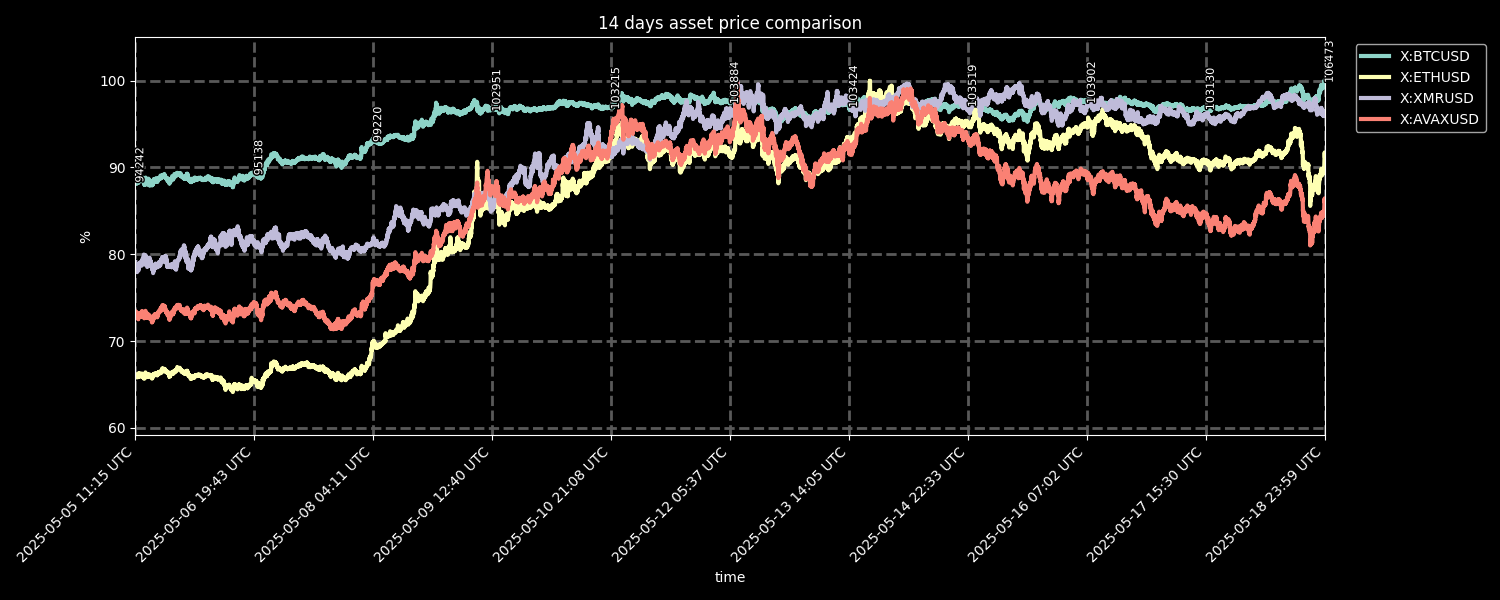 14 days asset price comparison
X:BTCUSD
X:ETHUSD
X:XMRUSD
X:AVAXUSD
100
90
80
70
60
%
94242
95138
99220
102951
103215
103884
103424
103519
103902
103130
106473
2025-05-05 11:15 UTC
2025-05-06 19:43 UTC
2025-05-08 04:11 UTC
2025-05-09 12:40 UTC
2025-05-10 21:08 UTC
2025-05-12 05:37 UTC
2025-05-13 14:05 UTC
2025-05-14 22:33 UTC
2025-05-16 07:02 UTC
2025-05-17 15:30 UTC
2025-05-18 23:59 UTC
time